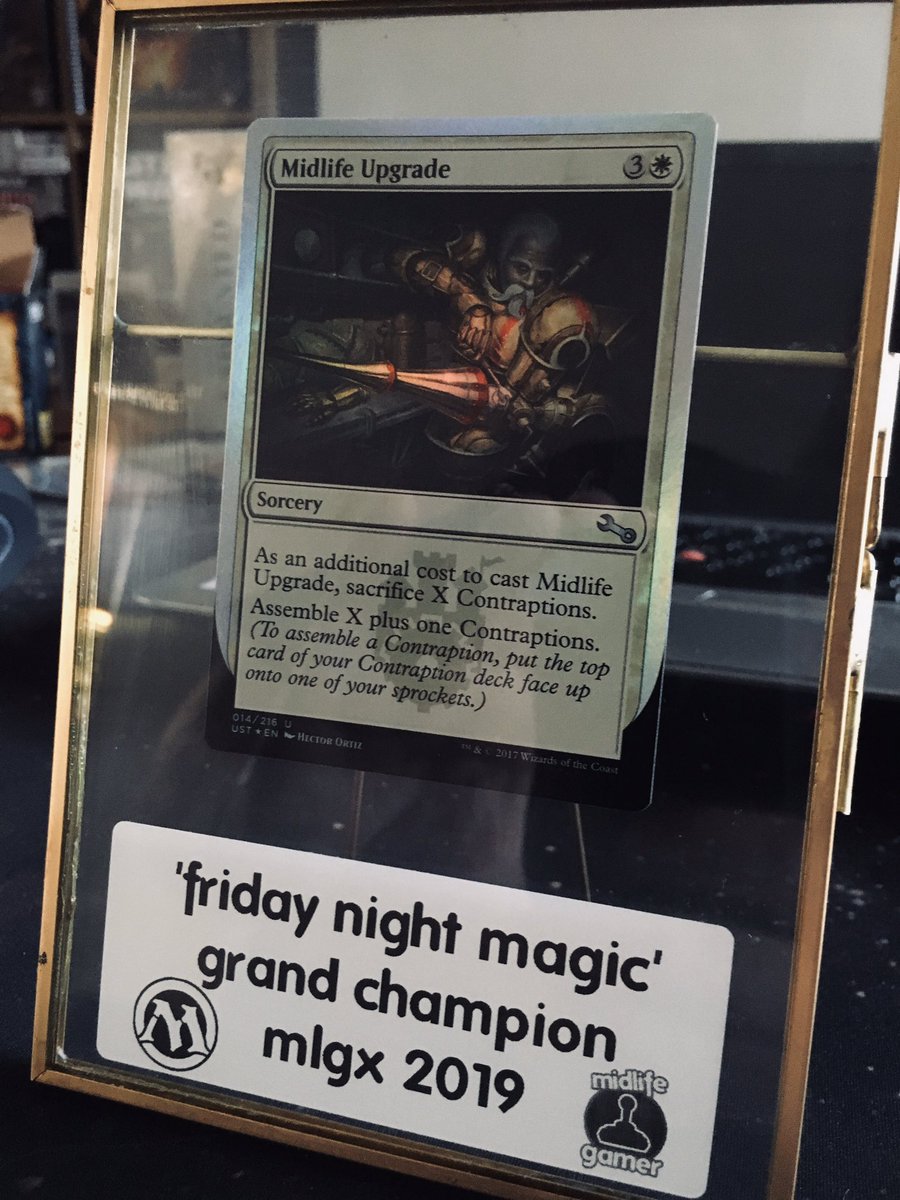 Midlife Upgrade 3
Sorcery
As an additional cost to cast Midlife
Upgrade, sacrifice X Contraptions.
Assemble X plus one Contraptions.
(To assemble a Contraption, put the top
card of your Contraption deck face up
onto one of your sprockets.)
014/216 U
UST ★ EN HECTOR ORTIZ
™ & © 2017 Wizards of the Coast
'friday night magic'
grand champion
mlgx 2019
M
midlife
gamer